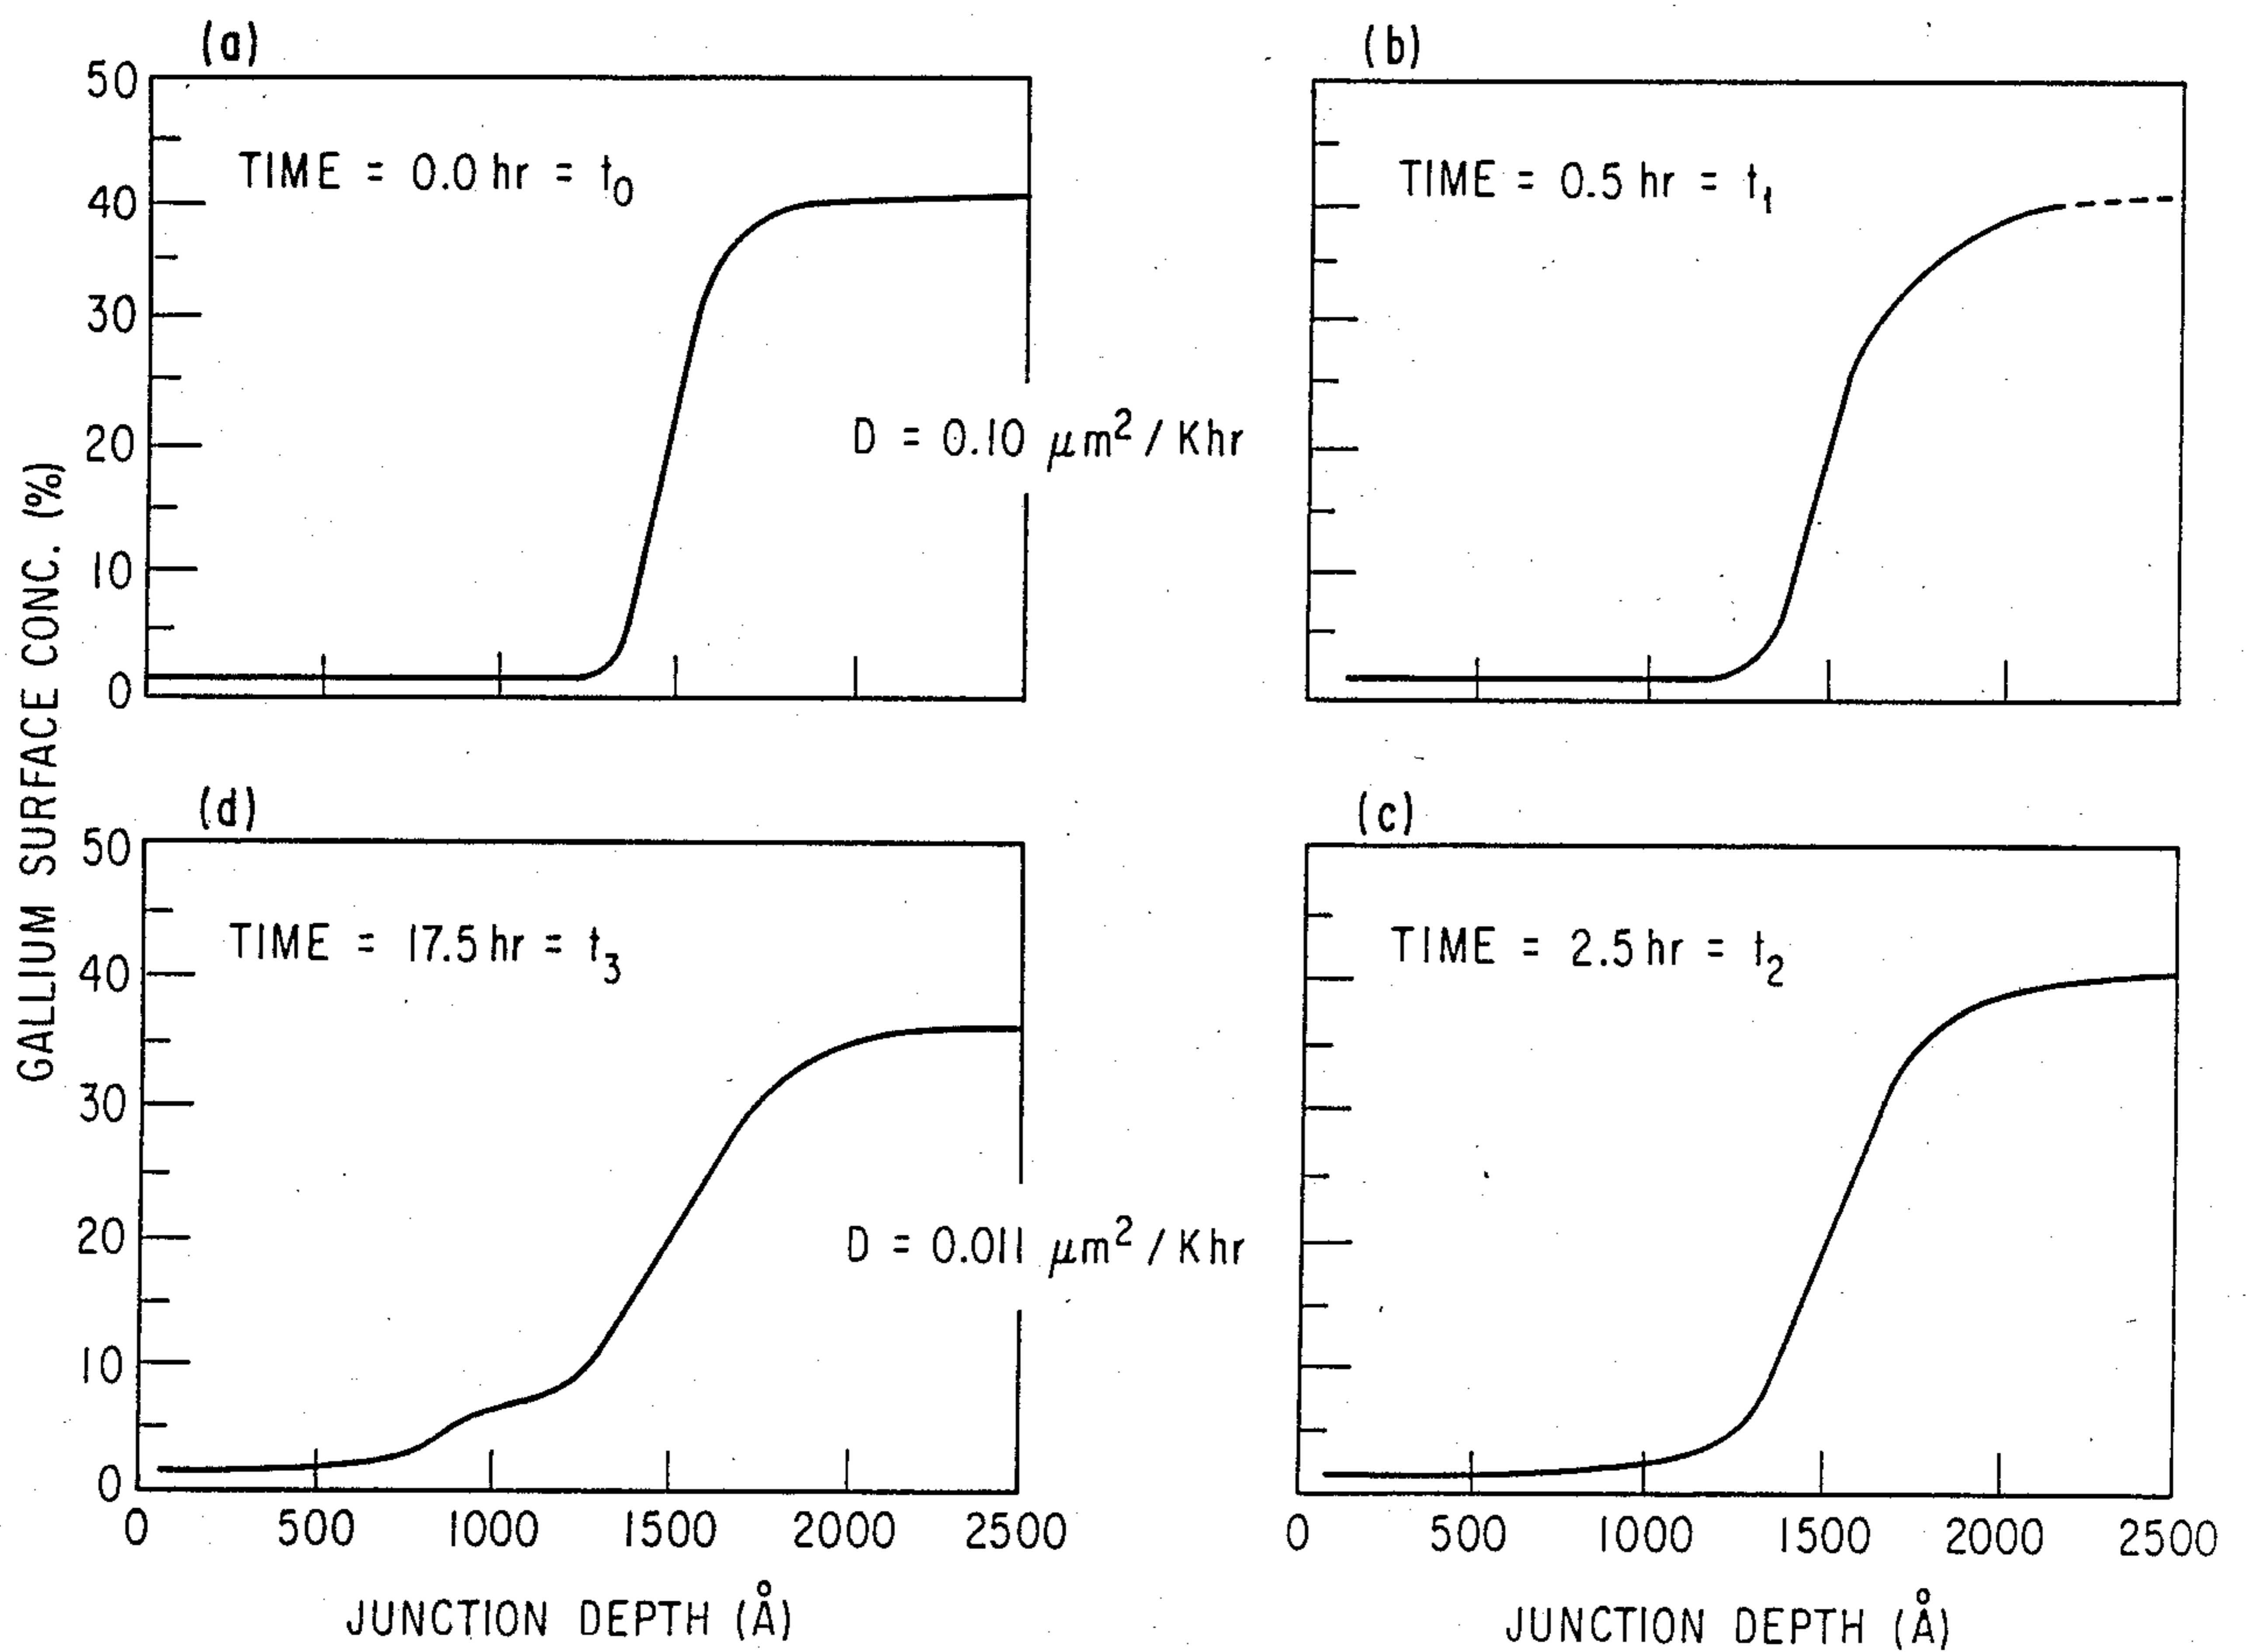 (a)
50
40
30
20
10
0
TIME = 0.0 hr = t₀
D = 0.10 μm² / Khr
(b)
TIME = 0.5 hr = t₁
GALLIUM SURFACE CONC. (%)
(d)
50
40
30
20
10
0
TIME = 17.5 hr = t₃
D = 0.011 μm² / Khr
0 500 1000 1500 2000 2500
JUNCTION DEPTH (Å)
(c)
TIME = 2.5 hr = t₂
0 500 1000 1500 2000 2500
JUNCTION DEPTH (Å)